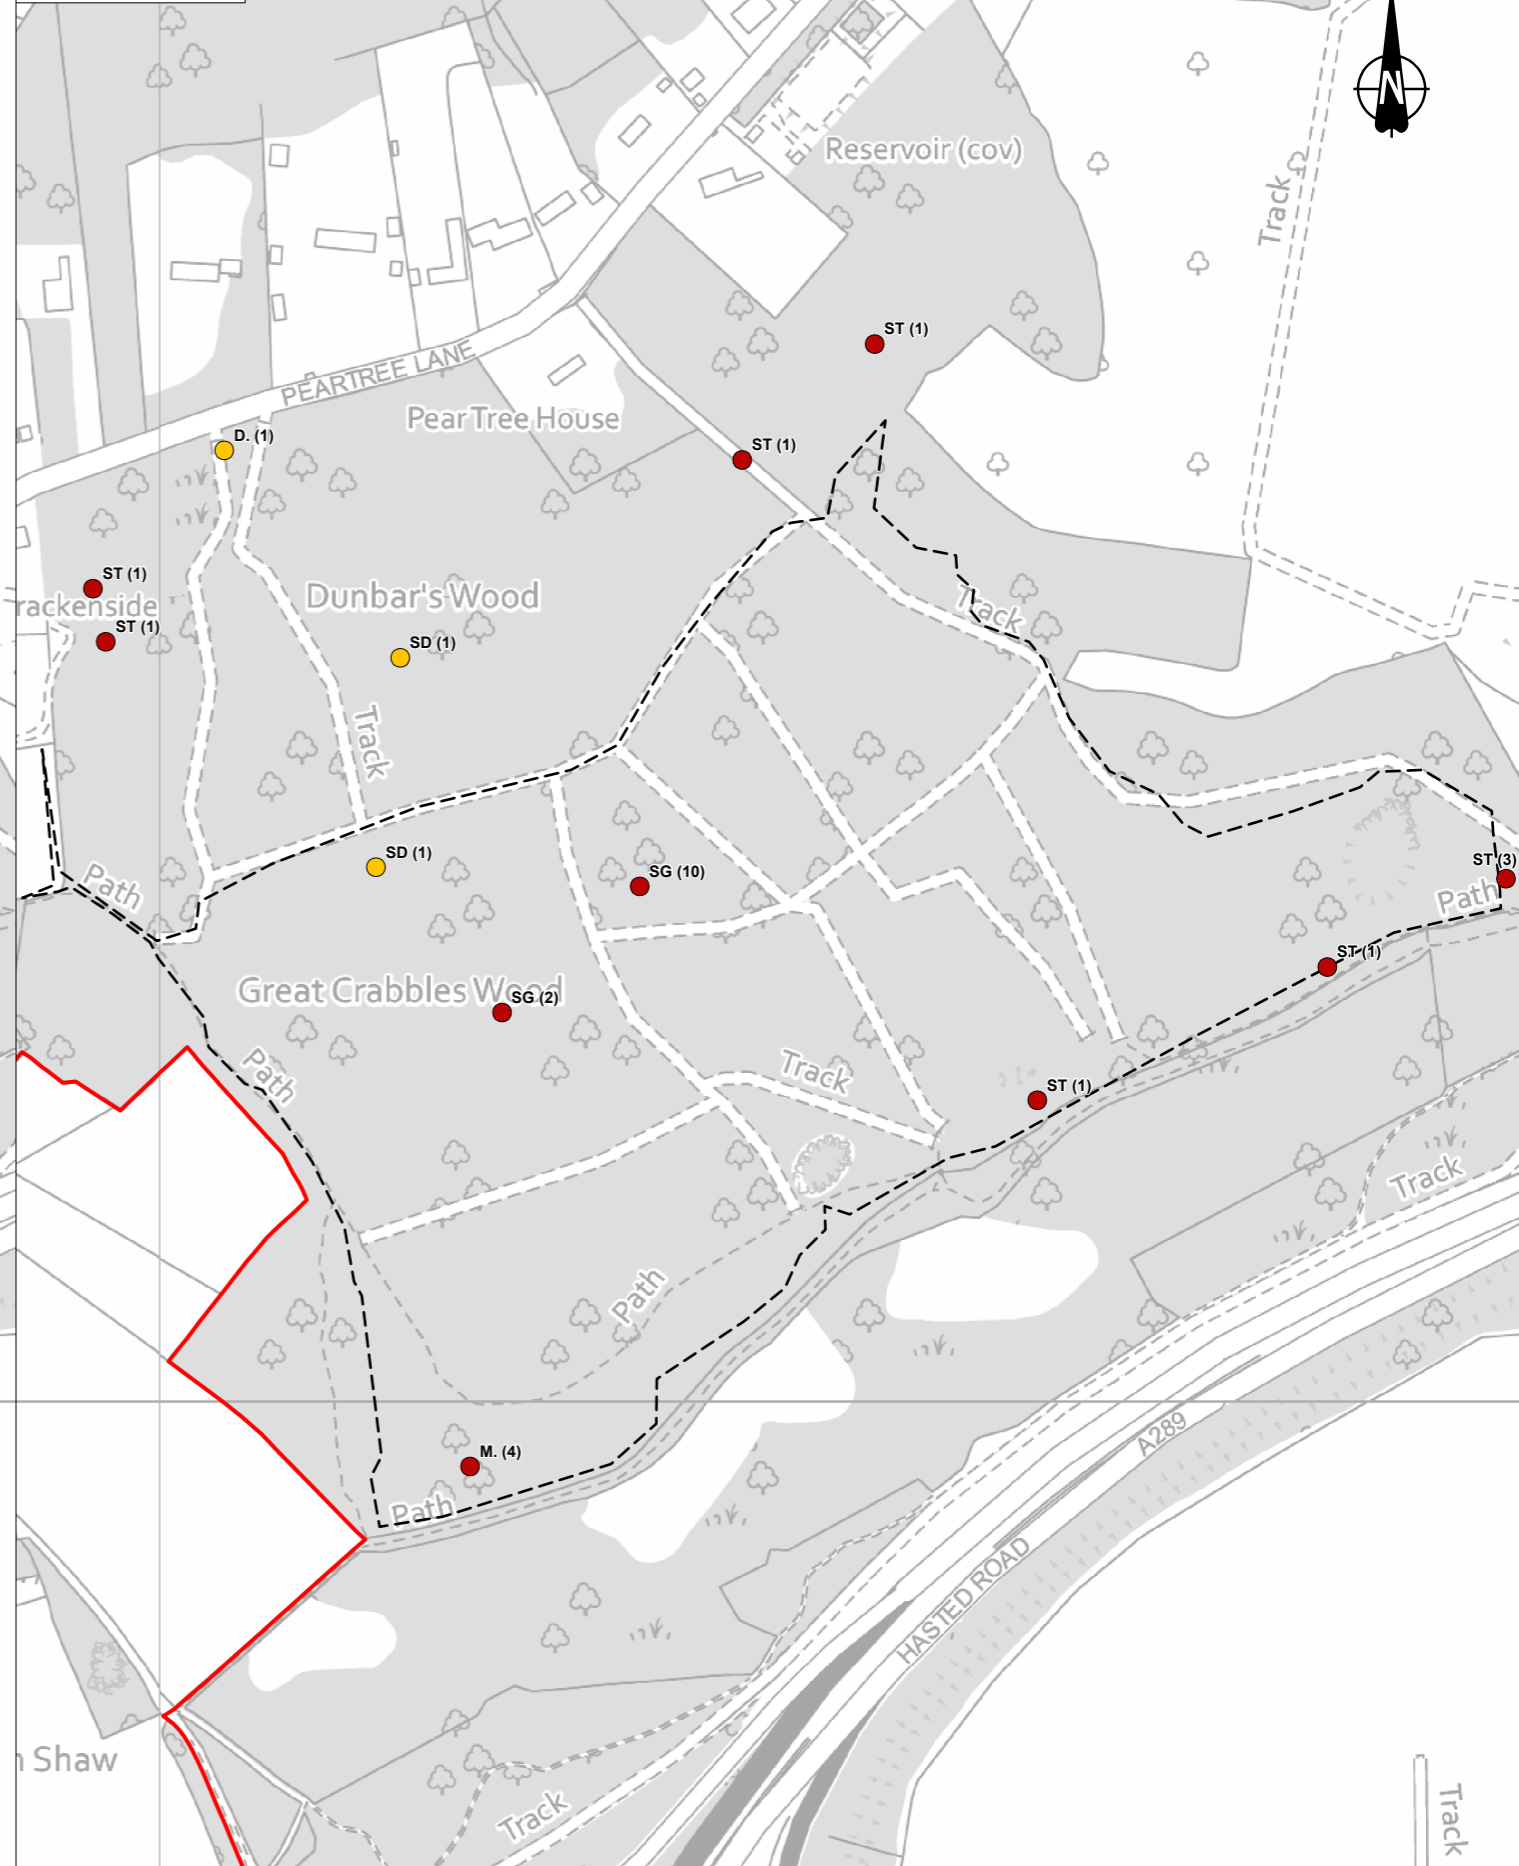 N
Reservoir (cov)
Track
ST (1)
PEARTREE LANE
Pear Tree House
D. (1)
ST (1)
ST (1)
rackenside
ST (1)
Dunbar's Wood
Track
SD (1)
Track
SD (1)
SG (10)
ST (3)
Path
Path
ST (1)
Great Crabbles Wood
SG (2)
Path
Track
ST (1)
Track
Path
A289
M. (4)
Path
HASTED ROAD
n Shaw
Track
Track